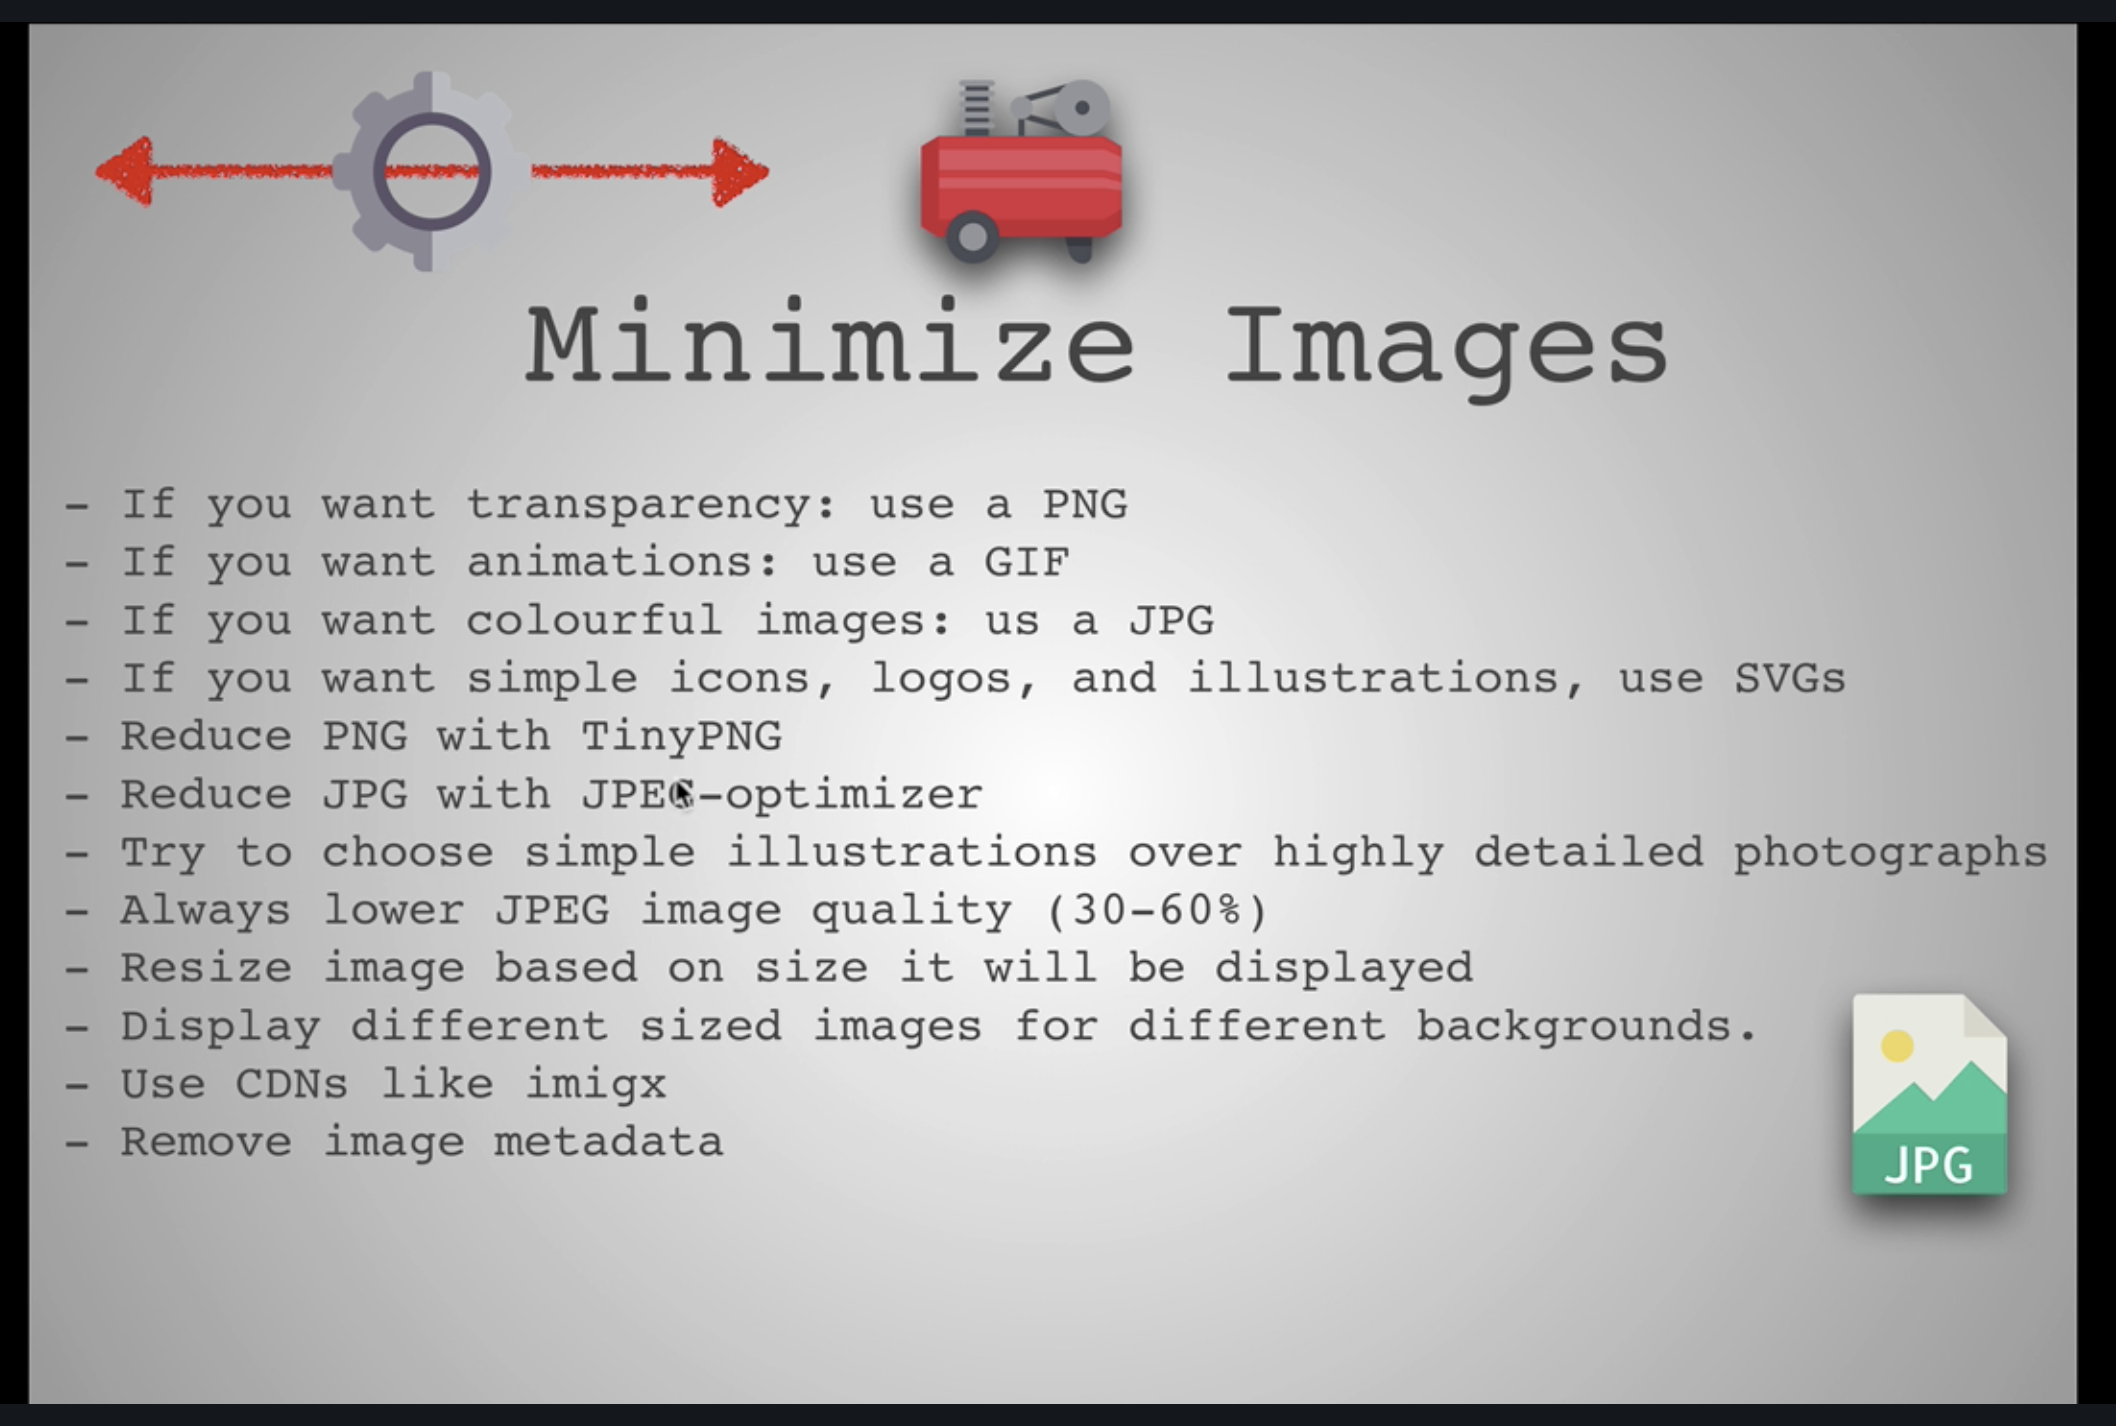 Minimize Images
- If you want transparency: use a PNG
- If you want animations: use a GIF
- If you want colourful images: us a JPG
- If you want simple icons, logos, and illustrations, use SVGs
- Reduce PNG with TinyPNG
- Reduce JPG with JPEG-optimizer
- Try to choose simple illustrations over highly detailed photographs
- Always lower JPEG image quality (30-60%)
- Resize image based on size it will be displayed
- Display different sized images for different backgrounds.
- Use CDNs like imigx
- Remove image metadata
JPG